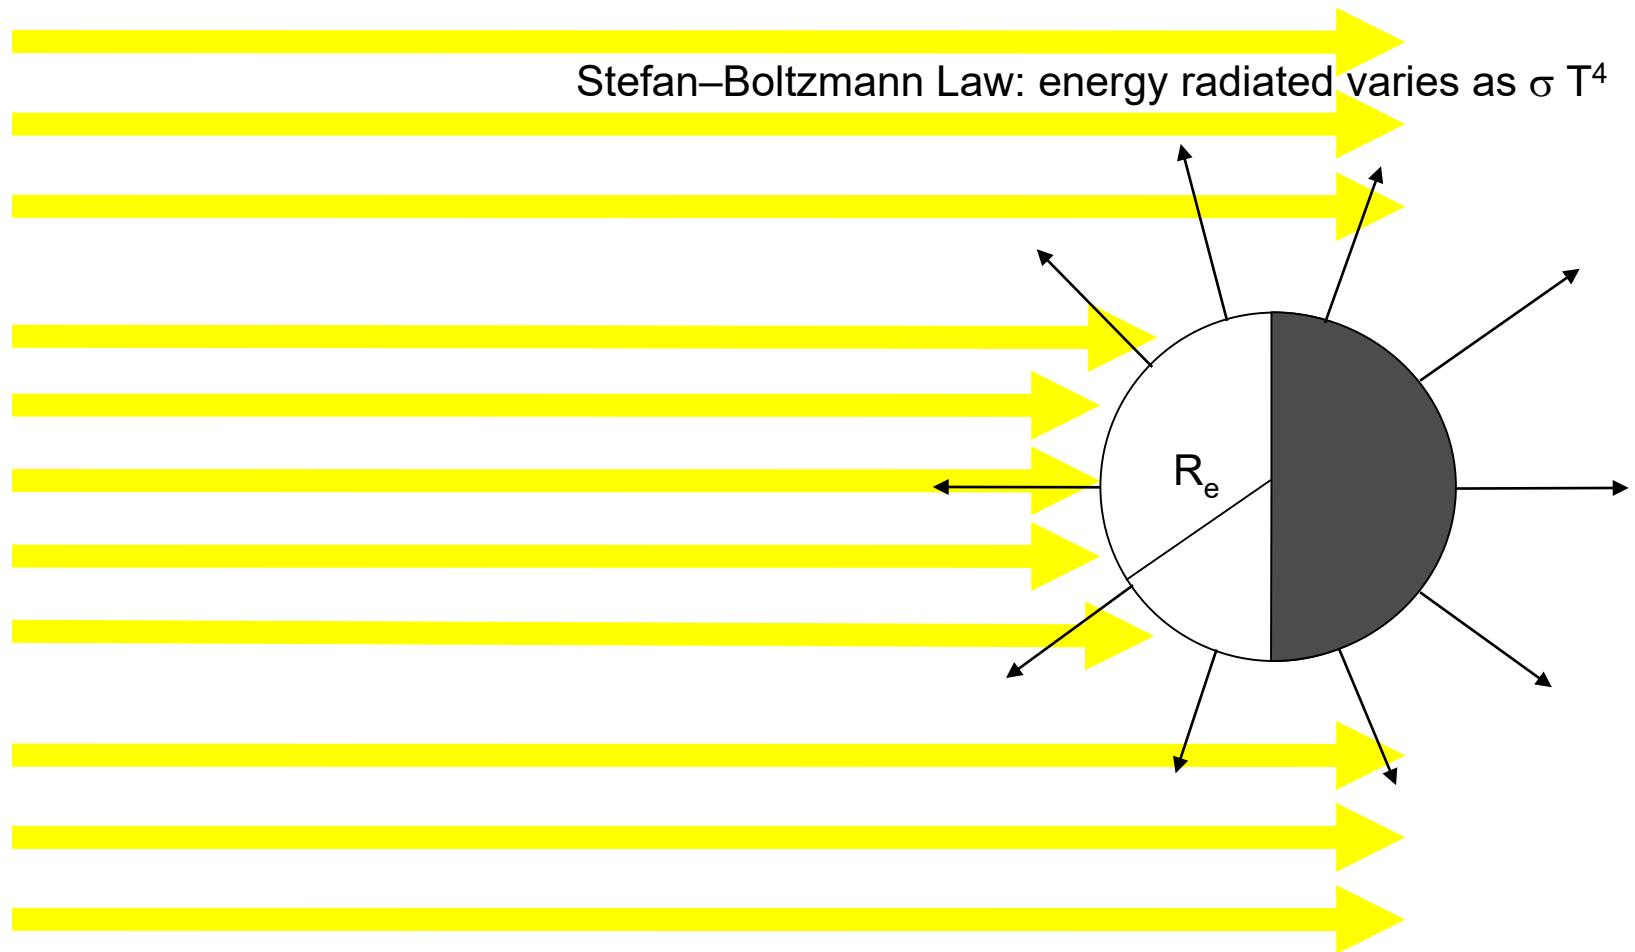 Stefan–Boltzmann Law: energy radiated varies as σ T⁴
Rₑ